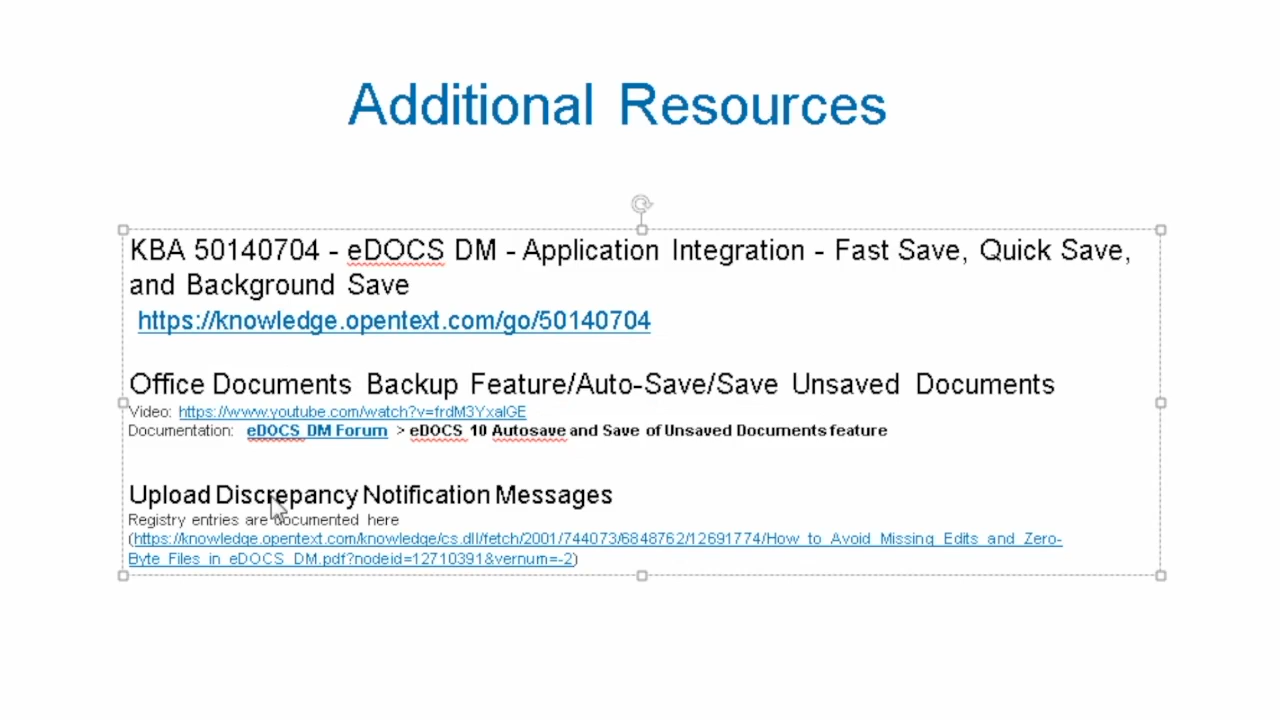 Additional Resources
KBA 50140704 - eDOCS DM - Application Integration - Fast Save, Quick Save,
and Background Save
https://knowledge.opentext.com/go/50140704
Office Documents Backup Feature/Auto-Save/Save Unsaved Documents
Video: https://www.youtube.com/watch?v=frdM3YxalGE
Documentation: eDOCS DM Forum > eDOCS 10 Autosave and Save of Unsaved Documents feature
Upload Discrepancy Notification Messages
Registry entries are documented here
(https://knowledge.opentext.com/knowledge/cs.dll/fetch/2001/744073/6848762/12691774/How_to_Avoid_Missing_Edits_and_Zero-
Byte_Files_in_eDOCS_DM.pdf?nodeid=12710391&vernum=-2)